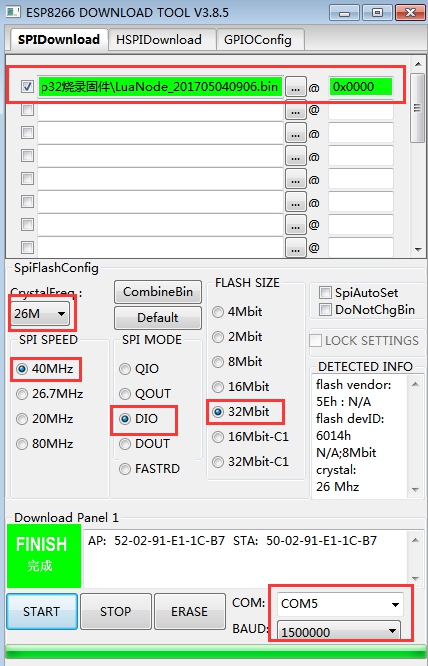 ESP8266 DOWNLOAD TOOL V3.8.5
SPIDownload HSPIDownload GPIOConfig
p32烧录固件\LuaNode_201705040906.bin ... @ 0x0000
... @
... @
... @
... @
... @
... @
... @
SpiFlashConfig
CrystalFreq :
26M
CombineBin
Default
SPI SPEED
40MHz
26.7MHz
20MHz
80MHz
SPI MODE
QIO
QOUT
DIO
DOUT
FASTRD
FLASH SIZE
4Mbit
2Mbit
8Mbit
16Mbit
32Mbit
16Mbit-C1
32Mbit-C1
SpiAutoSet
DoNotChgBin
LOCK SETTINGS
DETECTED INFO
flash vendor:
5Eh : N/A
flash devID:
6014h
N/A;8Mbit
crystal:
26 Mhz
Download Panel 1
FINISH
完成
AP: 52-02-91-E1-1C-B7 STA: 50-02-91-E1-1C-B7
START STOP ERASE
COM: COM5
BAUD: 1500000